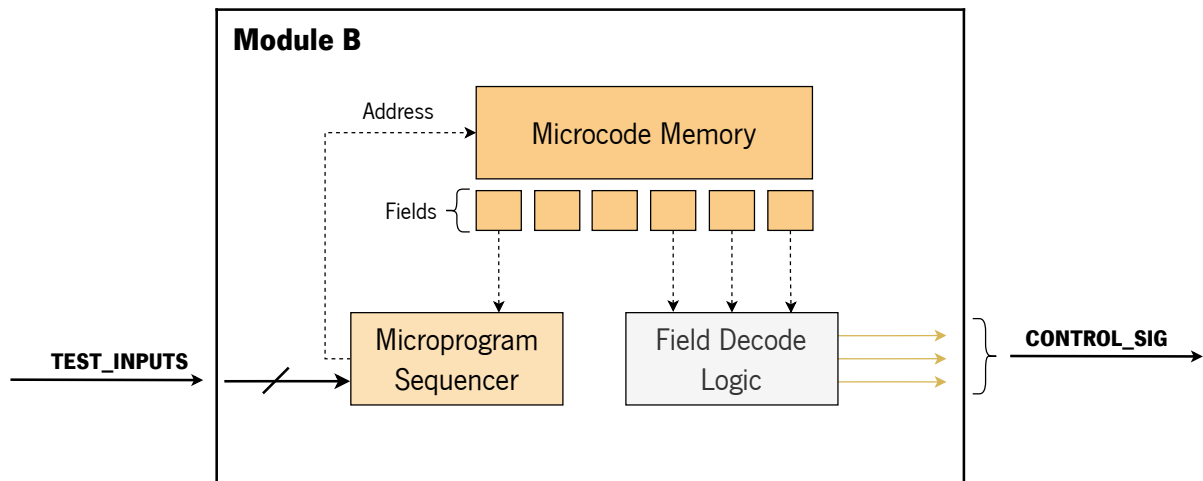 Module B
Address
Microcode Memory
Fields
Microprogram
Sequencer
Field Decode
Logic
TEST_INPUTS
CONTROL_SIG